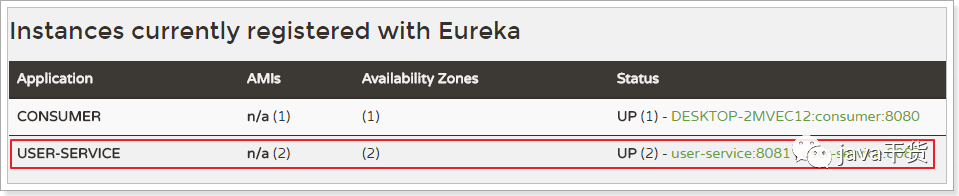 Instances currently registered with Eureka
Application AMIs Availability Zones Status
CONSUMER n/a (1) (1) UP (1) - DESKTOP-2MVEC12:consumer:8080
USER-SERVICE n/a (2) (2) UP (2) - user-service:8081
java干货